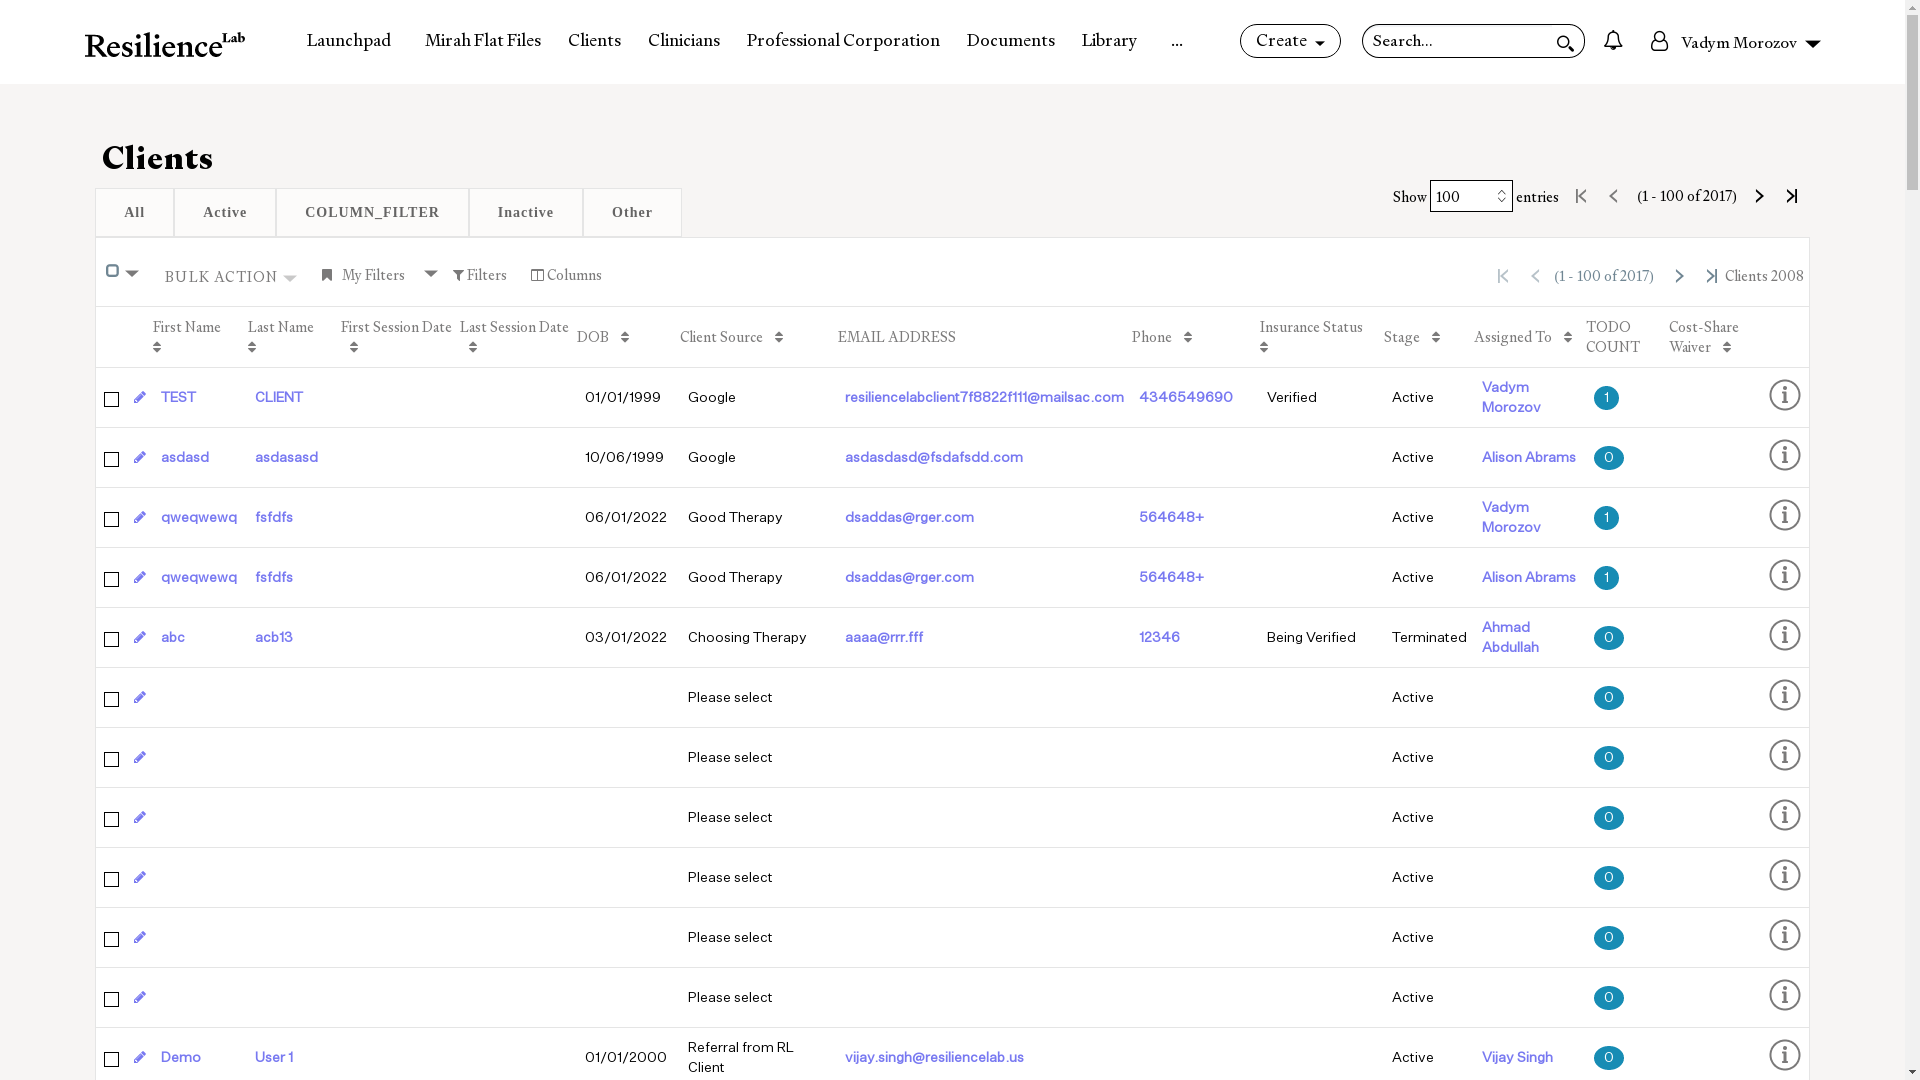 ResilienceLab Launchpad Mirah Flat Files Clients Clinicians Professional Corporation Documents Library ... Create Search... Vadym Morozov
Clients
Show 100 entries (1 - 100 of 2017)
All Active COLUMN_FILTER Inactive Other
BULK ACTION My Filters Filters Columns (1 - 100 of 2017) Clients 2008
First Name Last Name First Session Date Last Session Date DOB Client Source EMAIL ADDRESS Phone Insurance Status Stage Assigned To TODO COUNT Cost-Share Waiver
TEST CLIENT 01/01/1999 Google resiliencelabclient7f8822f111@mailsac.com 4346549690 Verified Active Vadym Morozov 1
asdasd asdasasd 10/06/1999 Google asdasdasd@fsdafsdd.com Active Alison Abrams 0
qweqwewq fsfdfs 06/01/2022 Good Therapy dsaddas@rger.com 564648+ Active Vadym Morozov 1
qweqwewq fsfdfs 06/01/2022 Good Therapy dsaddas@rger.com 564648+ Active Alison Abrams 1
abc acb13 03/01/2022 Choosing Therapy aaaa@rrr.fff 12346 Being Verified Terminated Ahmad Abdullah 0
Please select Active 0
Please select Active 0
Please select Active 0
Please select Active 0
Please select Active 0
Please select Active 0
Demo User 1 01/01/2000 Referral from RL Client vijay.singh@resiliencelab.us Active Vijay Singh 0